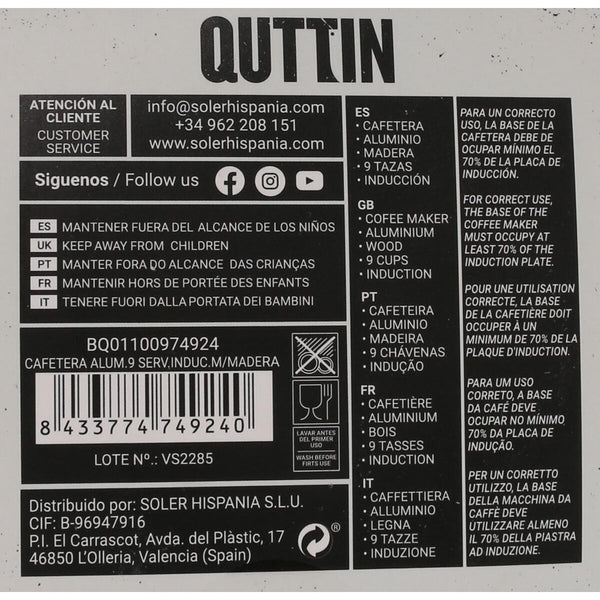 QUTTIN
ATENCIÓN AL
CLIENTE
CUSTOMER
SERVICE
info@solerhispania.com
+34 962 208 151
www.solerhispania.com
Siguenos / Follow us
ES MANTENER FUERA DEL ALCANCE DE LOS NIÑOS
UK KEEP AWAY FROM CHILDREN
PT MANTER FORA DO ALCANCE DAS CRIANÇAS
FR MANTENIR HORS DE PORTÉE DES ENFANTS
IT TENERE FUORI DALLA PORTATA DEI BAMBINI
BQ01100974924
CAFETERA ALUM.9 SERV,INDUC.M/MADERA
8 433774 749240
LOTE Nº.: VS2285
LAVAR ANTES
DEL PRIMER
USO
WASH BEFORE
FIRTS USE
Distribuido por: SOLER HISPANIA S.L.U.
CIF: B-96947916
P.I. El Carrascot, Avda. del Plàstic, 17
46850 L'Olleria, Valencia (Spain)
®
ES
• CAFETERA
• ALUMINIO
• MADERA
• 9 TAZAS
• INDUCCIÓN
GB
• COFEE MAKER
• ALUMINIUM
• WOOD
• 9 CUPS
• INDUCTION
PT
• CAFETEIRA
• ALUMINIO
• MADEIRA
• 9 CHÁVENAS
• INDUÇÃO
FR
• CAFETIÈRE
• ALUMINIUM
• BOIS
• 9 TASSES
• INDUCTION
IT
• CAFFETTIERA
• ALLUMINIO
• LEGNA
• 9 TAZZE
• INDUZIONE
PARA UN CORRECTO
USO, LA BASE DE LA
CAFETERA DEBE DE
OCUPAR MÍNIMO EL
70% DE LA PLACA DE
INDUCCIÓN.
FOR CORRECT USE,
THE BASE OF THE
COFFEE MAKER
MUST OCCUPY AT
LEAST 70% OF THE
INDUCTION PLATE.
POUR UNE UTILISATION
CORRECTE, LA BASE
DE LA CAFETIÈRE DOIT
OCCUPER À UN
MINIMUM DE 70% DE LA
PLAQUE D'INDUCTION.
PARA UM USO
CORRETO, A BASE
DA CAFÉ DEVE
OCUPAR NO MÍNIMO
70% DA PLACA DE
INDUÇÃO.
PER UN CORRETTO
UTILIZZO, LA BASE
DELLA MACCHINA DA
CAFFÈ DEVE
UTILIZZARE ALMENO
IL 70% DELLA PIASTRA
AD INDUZIONE.